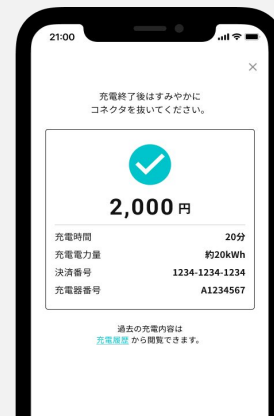 21:00
充電終了後はすみやかに
コネクタを抜いてください。
2,000 円
充電時間 20分
充電電力量 約20kWh
決済番号 1234-1234-1234
充電器番号 A1234567
過去の充電内容は
充電履歴 から閲覧できます。